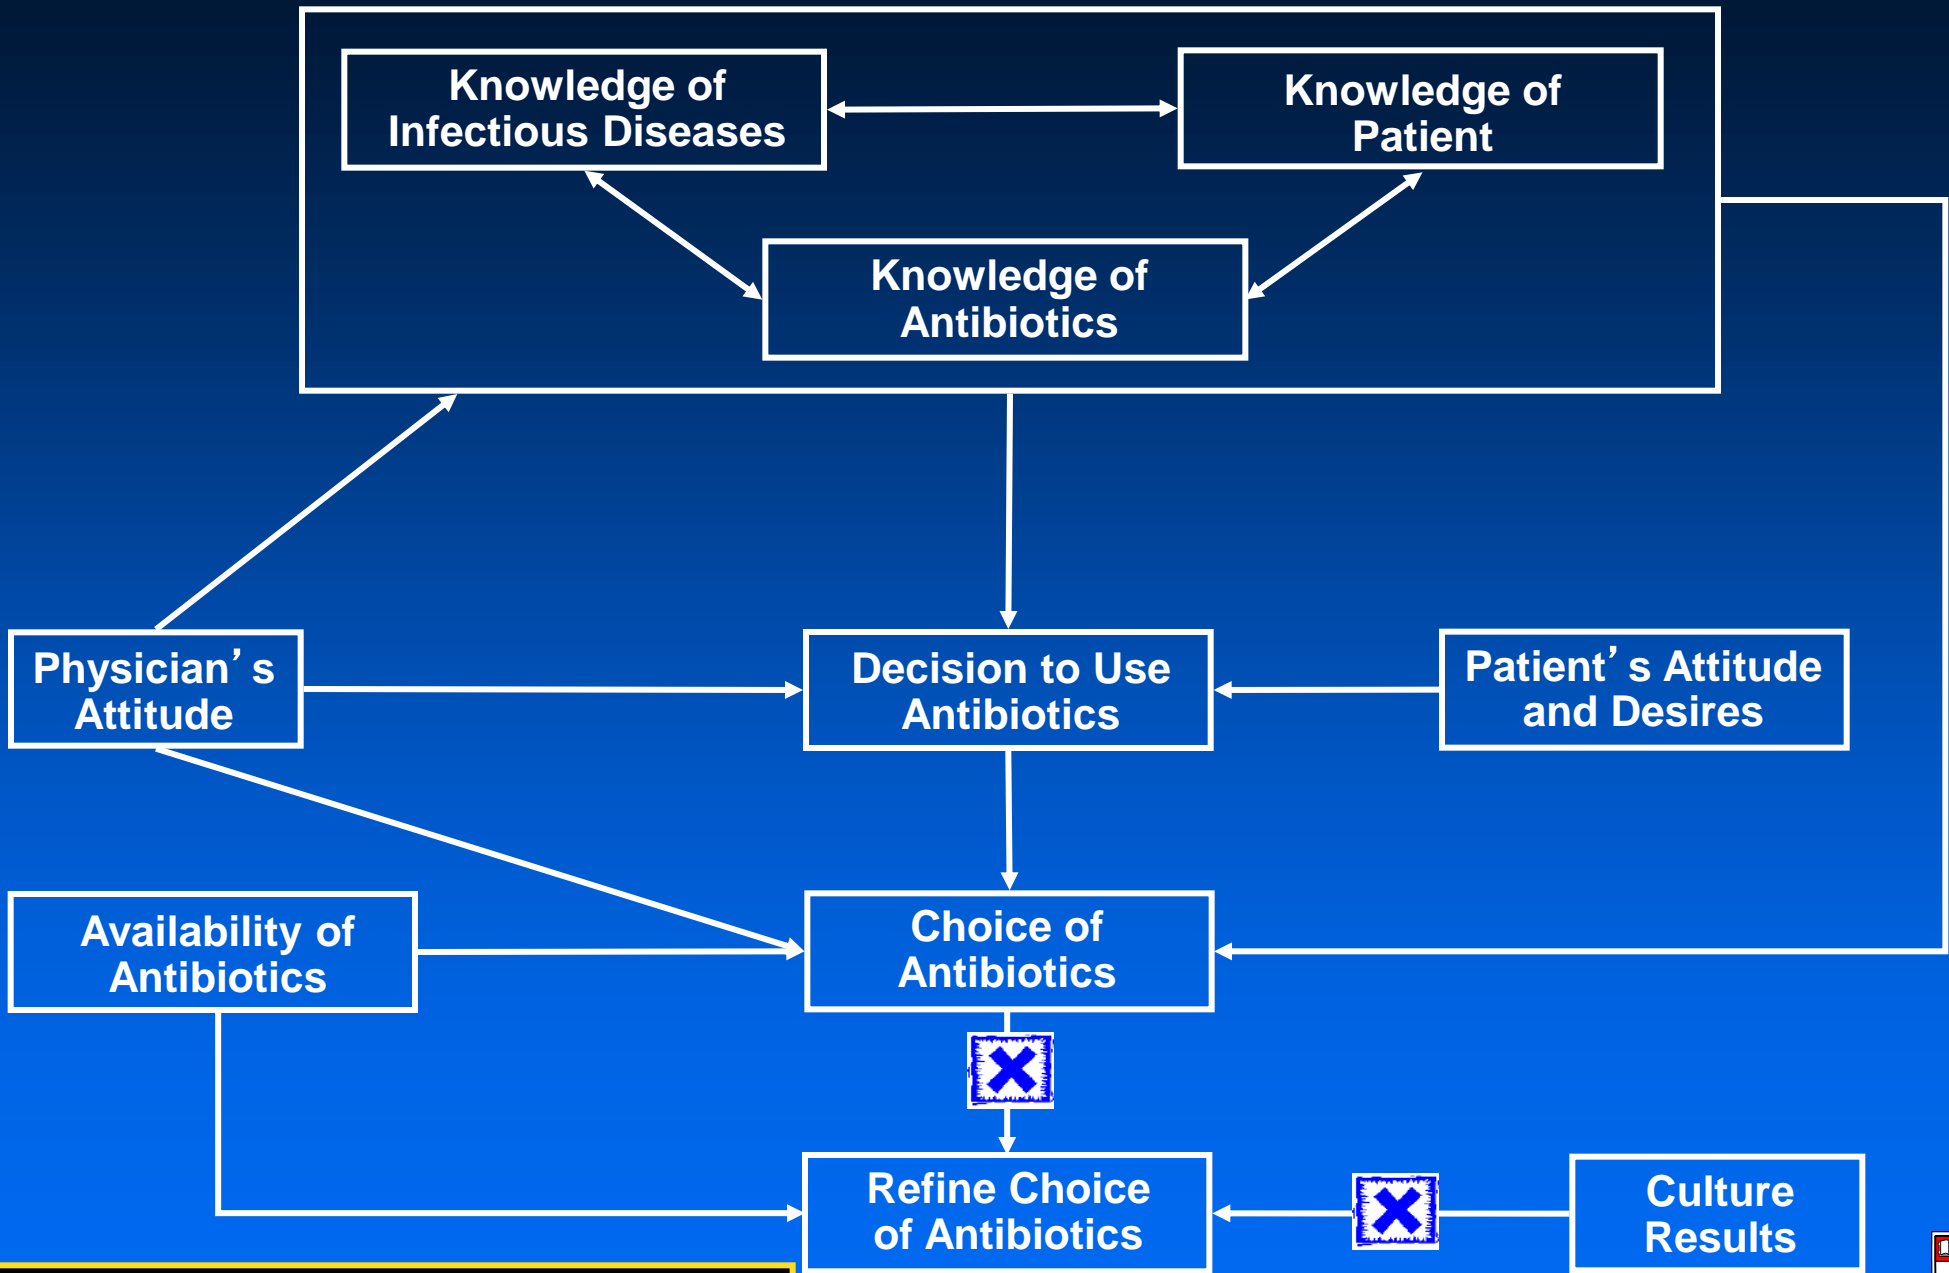 Knowledge of
Infectious Diseases
Knowledge of
Patient
Knowledge of
Antibiotics
Physician’s
Attitude
Decision to Use
Antibiotics
Patient’s Attitude
and Desires
Availability of
Antibiotics
Choice of
Antibiotics
Refine Choice
of Antibiotics
Culture
Results